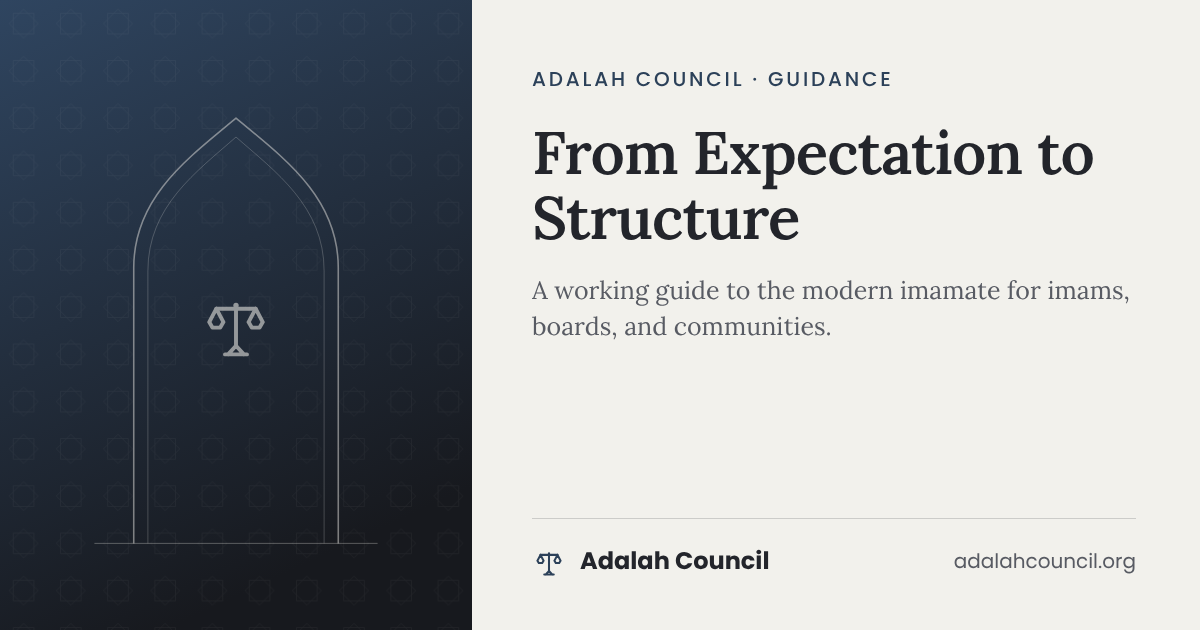 ADALAH COUNCIL · GUIDANCE
From Expectation to
Structure
A working guide to the modern imamate for imams,
boards, and communities.
Adalah Council
adalahcouncil.org